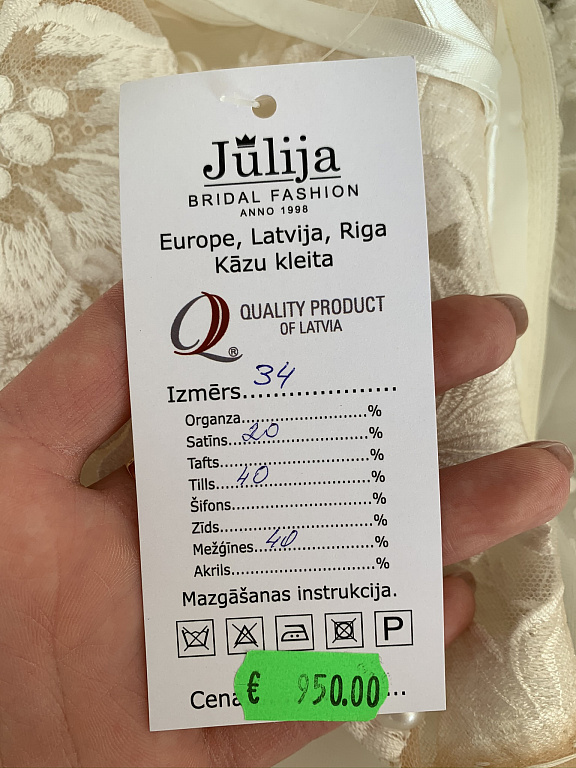 Julija
BRIDAL FASHION
ANNO 1998
Europe, Latvija, Riga
Kāzu kleita
Q® QUALITY PRODUCT
OF LATVIA
Izmērs 34....................
Organza........................%
Satīns...20........................%
Tafts............................%
Tills...40........................%
Šifons...........................%
Zīds.............................%
Mežģīnes...40..................%
Akrils...........................%
Mazgāšanas instrukcija.
P
Cena € 950.00...